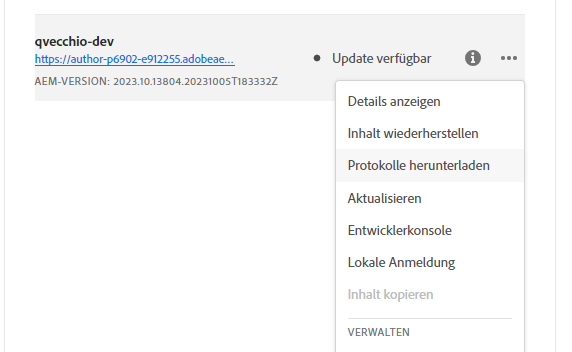 qvecchio-dev
https://author-p6902-e912255.adobeae...
Update verfügbar
AEM-VERSION: 2023.10.13804.20231005T183332Z
Details anzeigen
Inhalt wiederherstellen
Protokolle herunterladen
Aktualisieren
Entwicklerkonsole
Lokale Anmeldung
Inhalt kopieren
VERWALTEN